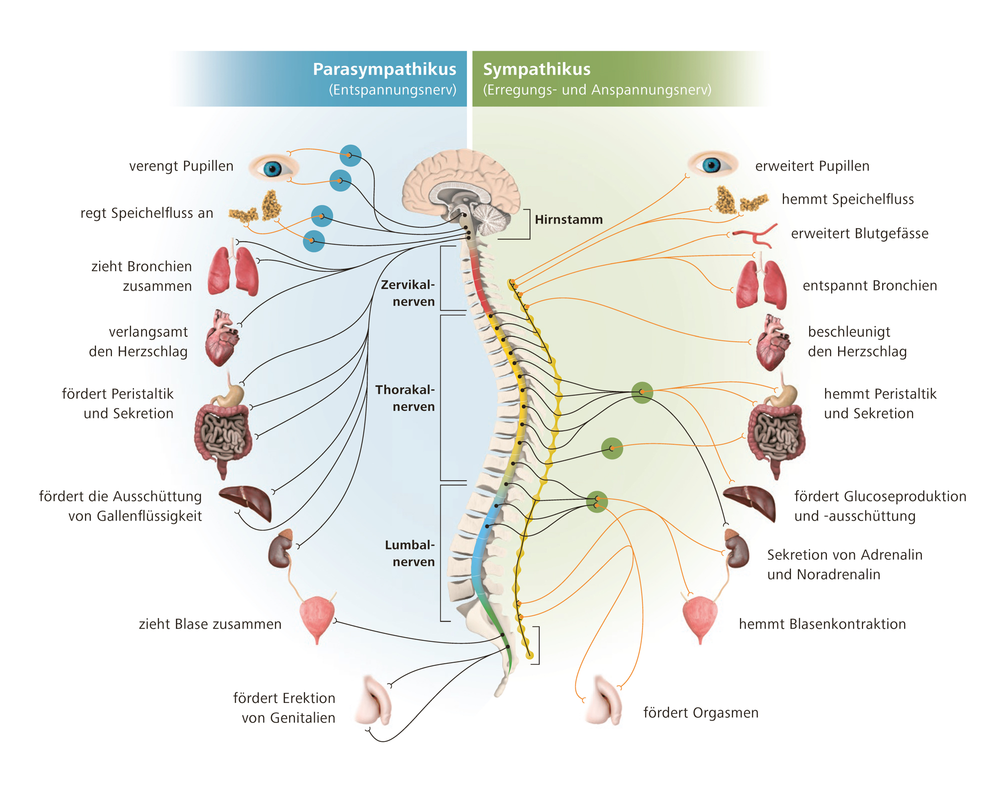 Parasympathikus
(Entspannungsnerv)
Sympathikus
(Erregungs- und Anspannungsnerv)
verengt Pupillen
regt Speichelfluss an
zieht Bronchien
zusammen
verlangsamt
den Herzschlag
fördert Peristaltik
und Sekretion
fördert die Ausschüttung
von Gallenflüssigkeit
zieht Blase zusammen
fördert Erektion
von Genitalien
Hirnstamm
Zervikal-
nerven
Thorakal-
nerven
Lumbal-
nerven
erweitert Pupillen
hemmt Speichelfluss
erweitert Blutgefässe
entspannt Bronchien
beschleunigt
den Herzschlag
hemmt Peristaltik
und Sekretion
fördert Glucoseproduktion
und -ausschüttung
Sekretion von Adrenalin
und Noradrenalin
hemmt Blasenkontraktion
fördert Orgasmen